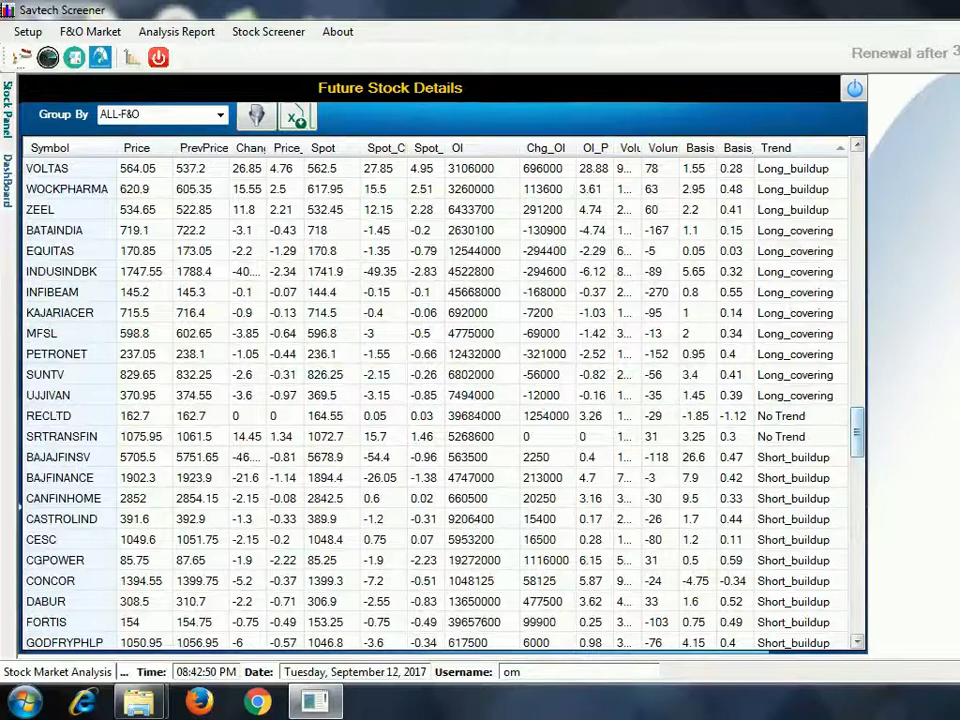 Savtech Screener
Setup F&O Market Analysis Report Stock Screener About
Renewal after 3
Future Stock Details
Stock Panel
DashBoard
Group By ALL-F&O
Symbol Price PrevPrice Chang Price_ Spot Spot_C Spot_ OI Chg_OI OI_P Volu Volum Basis Basis_ Trend
VOLTAS 564.05 537.2 26.85 4.76 562.5 27.85 4.95 3106000 696000 28.88 9... 78 1.55 0.28 Long_buildup
WOCKPHARMA 620.9 605.35 15.55 2.5 617.95 15.5 2.51 3260000 113600 3.61 2... 63 2.95 0.48 Long_buildup
ZEEL 534.65 522.85 11.8 2.21 532.45 12.15 2.28 6433700 291200 4.74 2... 60 2.2 0.41 Long_buildup
BATAINDIA 719.1 722.2 -3.1 -0.43 718 -1.45 -0.2 2630100 -130900 -4.74 2... -167 1.1 0.15 Long_covering
EQUITAS 170.85 173.05 -2.2 -1.29 170.8 -1.35 -0.79 12544000 -294400 -2.29 6... -5 0.05 0.03 Long_covering
INDUSINDBK 1747.55 1788.4 -40.... -2.34 1741.9 -49.35 -2.83 4522800 -294600 -6.12 8... -89 5.65 0.32 Long_covering
INFIBEAM 145.2 145.3 -0.1 -0.07 144.4 -0.15 -0.1 45668000 -168000 -0.37 2... -270 0.8 0.55 Long_covering
KAJARIACER 715.5 716.4 -0.9 -0.13 714.5 -0.4 -0.06 692000 -7200 -1.03 1... -95 1 0.14 Long_covering
MFSL 598.8 602.65 -3.85 -0.64 596.8 -3 -0.5 4775000 -69000 -1.42 3... -13 2 0.34 Long_covering
PETRONET 237.05 238.1 -1.05 -0.44 236.1 -1.55 -0.66 12432000 -321000 -2.52 1... -152 0.95 0.4 Long_covering
SUNTV 829.65 832.25 -2.6 -0.31 826.25 -2.15 -0.26 6802000 -56000 -0.82 3... -56 3.4 0.41 Long_covering
UJJIVAN 370.95 374.55 -3.6 -0.97 369.5 -3.15 -0.85 7494000 -12000 -0.16 1... -35 1.45 0.39 Long_covering
RECLTD 162.7 162.7 0 0 164.55 0.05 0.03 39684000 1254000 3.26 1... -29 -1.85 -1.12 No Trend
SRTRANSFIN 1075.95 1061.5 14.45 1.34 1072.7 15.7 1.46 5268600 0 0 1... 31 3.25 0.3 No Trend
BAJAJFINSV 5705.5 5751.65 -46.... -0.81 5678.9 -54.4 -0.96 563500 2250 0.4 1... -118 26.6 0.47 Short_buildup
BAJFINANCE 1902.3 1923.9 -21.6 -1.14 1894.4 -26.05 -1.38 4747000 213000 4.7 7... -3 7.9 0.42 Short_buildup
CANFINHOME 2852 2854.15 -2.15 -0.08 2842.5 0.6 0.02 660500 20250 3.16 3... -30 9.5 0.33 Short_buildup
CASTROLIND 391.6 392.9 -1.3 -0.33 389.9 -1.2 -0.31 9206400 15400 0.17 2... -26 1.7 0.44 Short_buildup
CESC 1049.6 1051.75 -2.15 -0.2 1048.4 0.75 0.07 5953200 16500 0.28 1... -80 1.2 0.11 Short_buildup
CGPOWER 85.75 87.65 -1.9 -2.22 85.25 -1.9 -2.23 19272000 1116000 6.15 5... 31 0.5 0.59 Short_buildup
CONCOR 1394.55 1399.75 -5.2 -0.37 1399.3 -7.2 -0.51 1048125 58125 5.87 9... -24 -4.75 -0.34 Short_buildup
DABUR 308.5 310.7 -2.2 -0.71 306.9 -2.55 -0.83 13650000 477500 3.62 4... 33 1.6 0.52 Short_buildup
FORTIS 154 154.75 -0.75 -0.49 153.25 -0.75 -0.49 39657600 99900 0.25 3... -103 0.75 0.49 Short_buildup
GODFRYPHLP 1050.95 1056.95 -6 -0.57 1046.8 -3.6 -0.34 617500 6000 0.98 3... -76 4.15 0.4 Short_buildup
Stock Market Analysis ... Time: 08:42:50 PM Date: Tuesday, September 12, 2017 Username: om